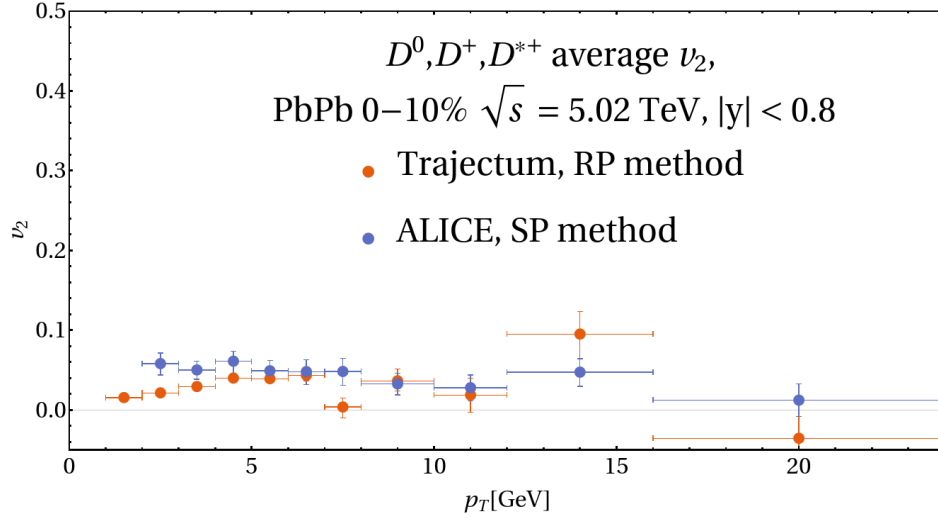 0.5
D⁰,D⁺,D*⁺ average v₂,
0.4
PbPb 0–10% √s = 5.02 TeV, |y| < 0.8
0.3
Trajectum, RP method
ALICE, SP method
v₂
0.2
0.1
0.0
0 5 10 15 20
p_T[GeV]